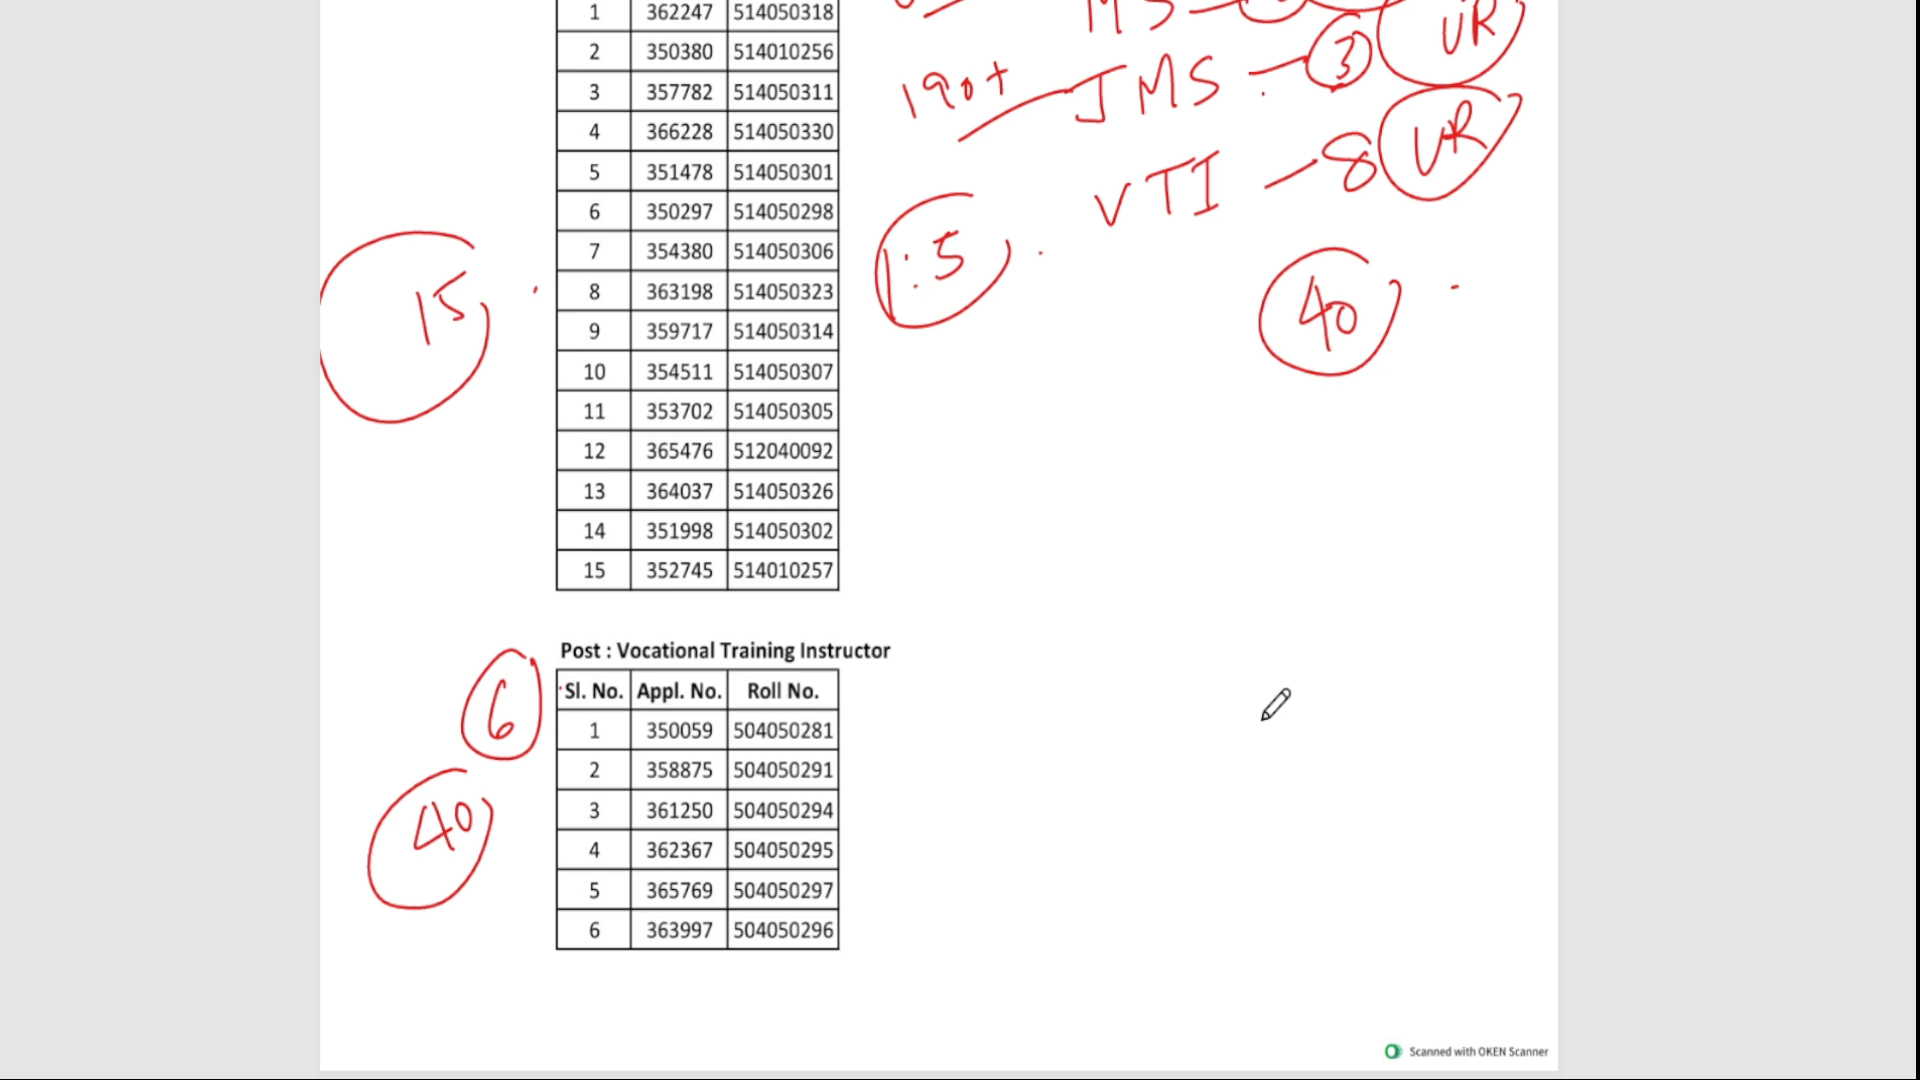 1 362247 514050318
2 350380 514010256
3 357782 514050311
4 366228 514050330
5 351478 514050301
6 350297 514050298
7 354380 514050306
8 363198 514050323
9 359717 514050314
10 354511 514050307
11 353702 514050305
12 365476 512040092
13 364037 514050326
14 351998 514050302
15 352745 514010257
MS
UR
190+ JMS - 3
VTI - 8 UR
1:5
40
15
Post : Vocational Training Instructor
6
Sl. No. Appl. No. Roll No.
1 350059 504050281
2 358875 504050291
3 361250 504050294
4 362367 504050295
5 365769 504050297
6 363997 504050296
40
Scanned with OKEN Scanner